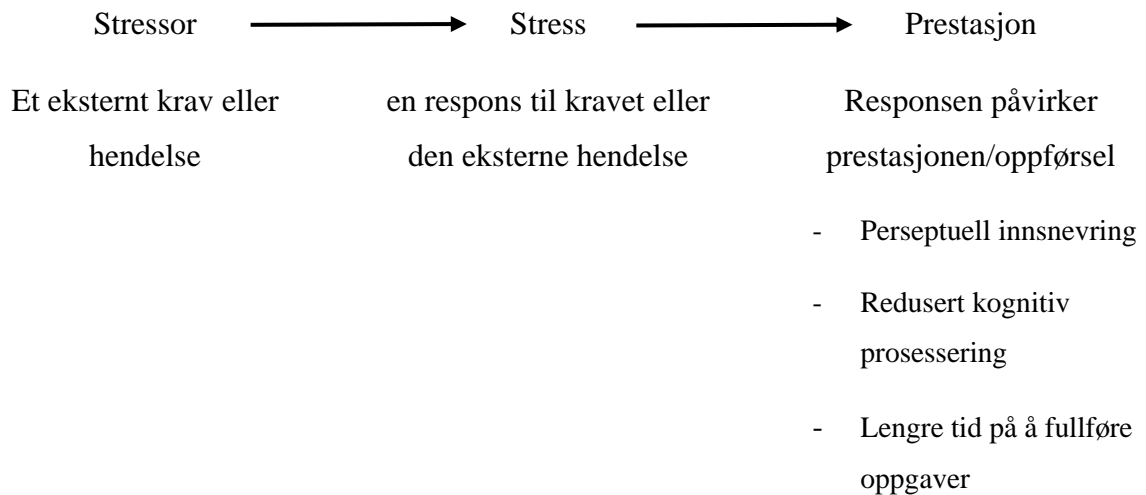 Stressor
Stress
Prestasjon
Et eksternt krav eller
hendelse
en respons til kravet eller
den eksterne hendelse
Responsen påvirker
prestasjonen/oppførsel
- Perseptuell innsnevring
- Redusert kognitiv
prosessering
- Lengre tid på å fullføre
oppgaver